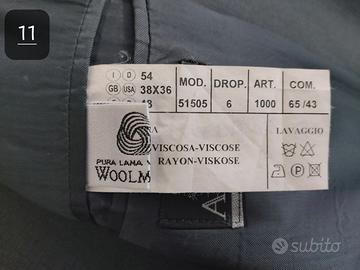 11
I D 54
GB USA 38X36
MOD. DROP. ART. COM.
51505 6 1000 65/43
LAVAGGIO
VISCOSA-VISCOSE
RAYON-VISKOSE
PURA LANA
WOOLM
A
subito